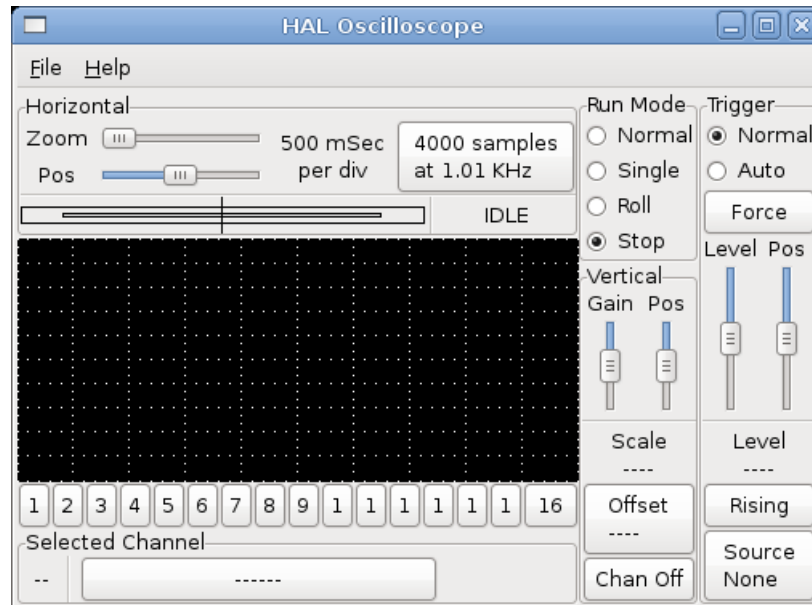 HAL Oscilloscope
File Help
Horizontal
Zoom
Pos
500 mSec
per div
4000 samples
at 1.01 KHz
IDLE
Run Mode
Normal
Single
Roll
Stop
Trigger
Normal
Auto
Force
Level Pos
Vertical
Gain Pos
Scale
----
Level
----
1 2 3 4 5 6 7 8 9 1 1 1 1 1 1 16
Offset
----
Rising
Selected Channel
-- ------
Chan Off
Source
None